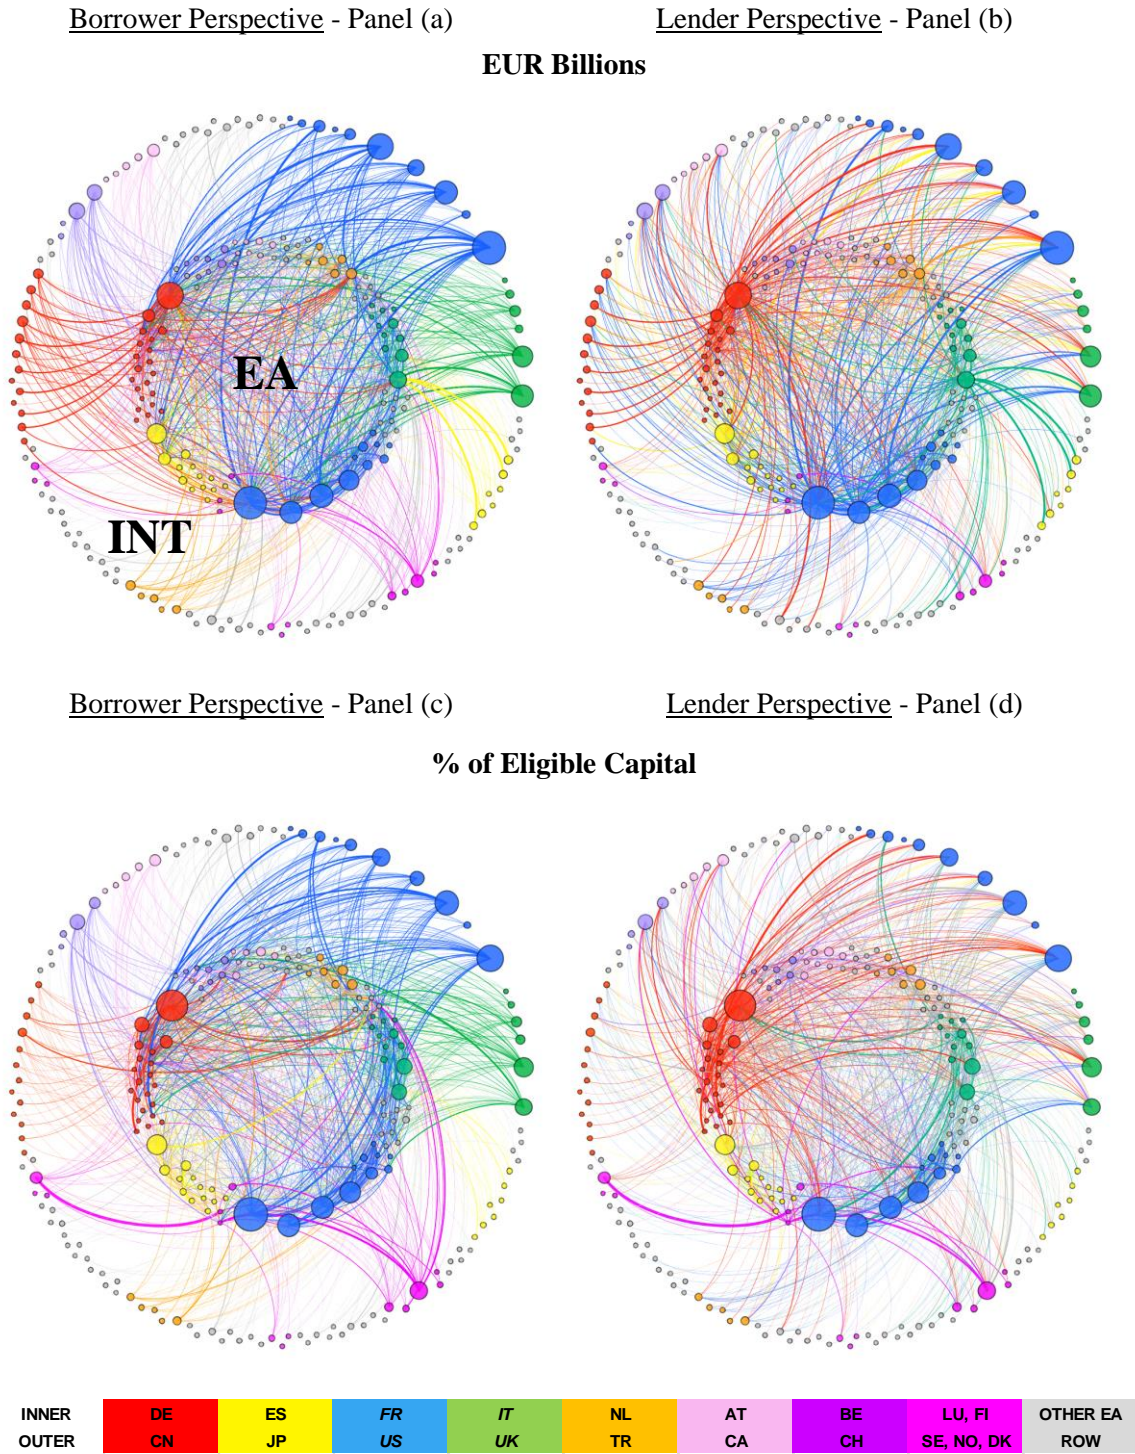 Borrower Perspective - Panel (a)
Lender Perspective - Panel (b)
EUR Billions
EA
INT
Borrower Perspective - Panel (c)
Lender Perspective - Panel (d)
% of Eligible Capital
INNER DE ES FR IT NL AT BE LU, FI OTHER EA
OUTER CN JP US UK TR CA CH SE, NO, DK ROW